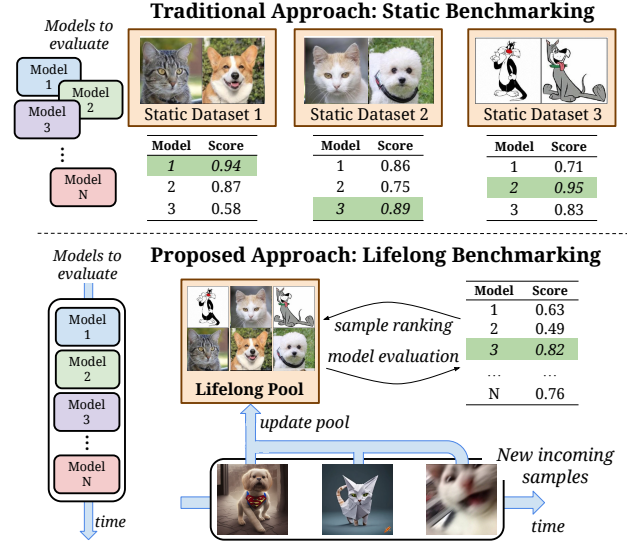 Traditional Approach: Static Benchmarking
Models to
evaluate
Model
1
Model
2
Model
3
Model
N
Static Dataset 1
Static Dataset 2
Static Dataset 3
Model Score
1 0.94
2 0.87
3 0.58
Model Score
1 0.86
2 0.75
3 0.89
Model Score
1 0.71
2 0.95
3 0.83
Proposed Approach: Lifelong Benchmarking
Models to
evaluate
Model
1
Model
2
Model
3
Model
N
time
Lifelong Pool
sample ranking
model evaluation
Model Score
1 0.63
2 0.49
3 0.82
... ...
N 0.76
update pool
New incoming
samples
time